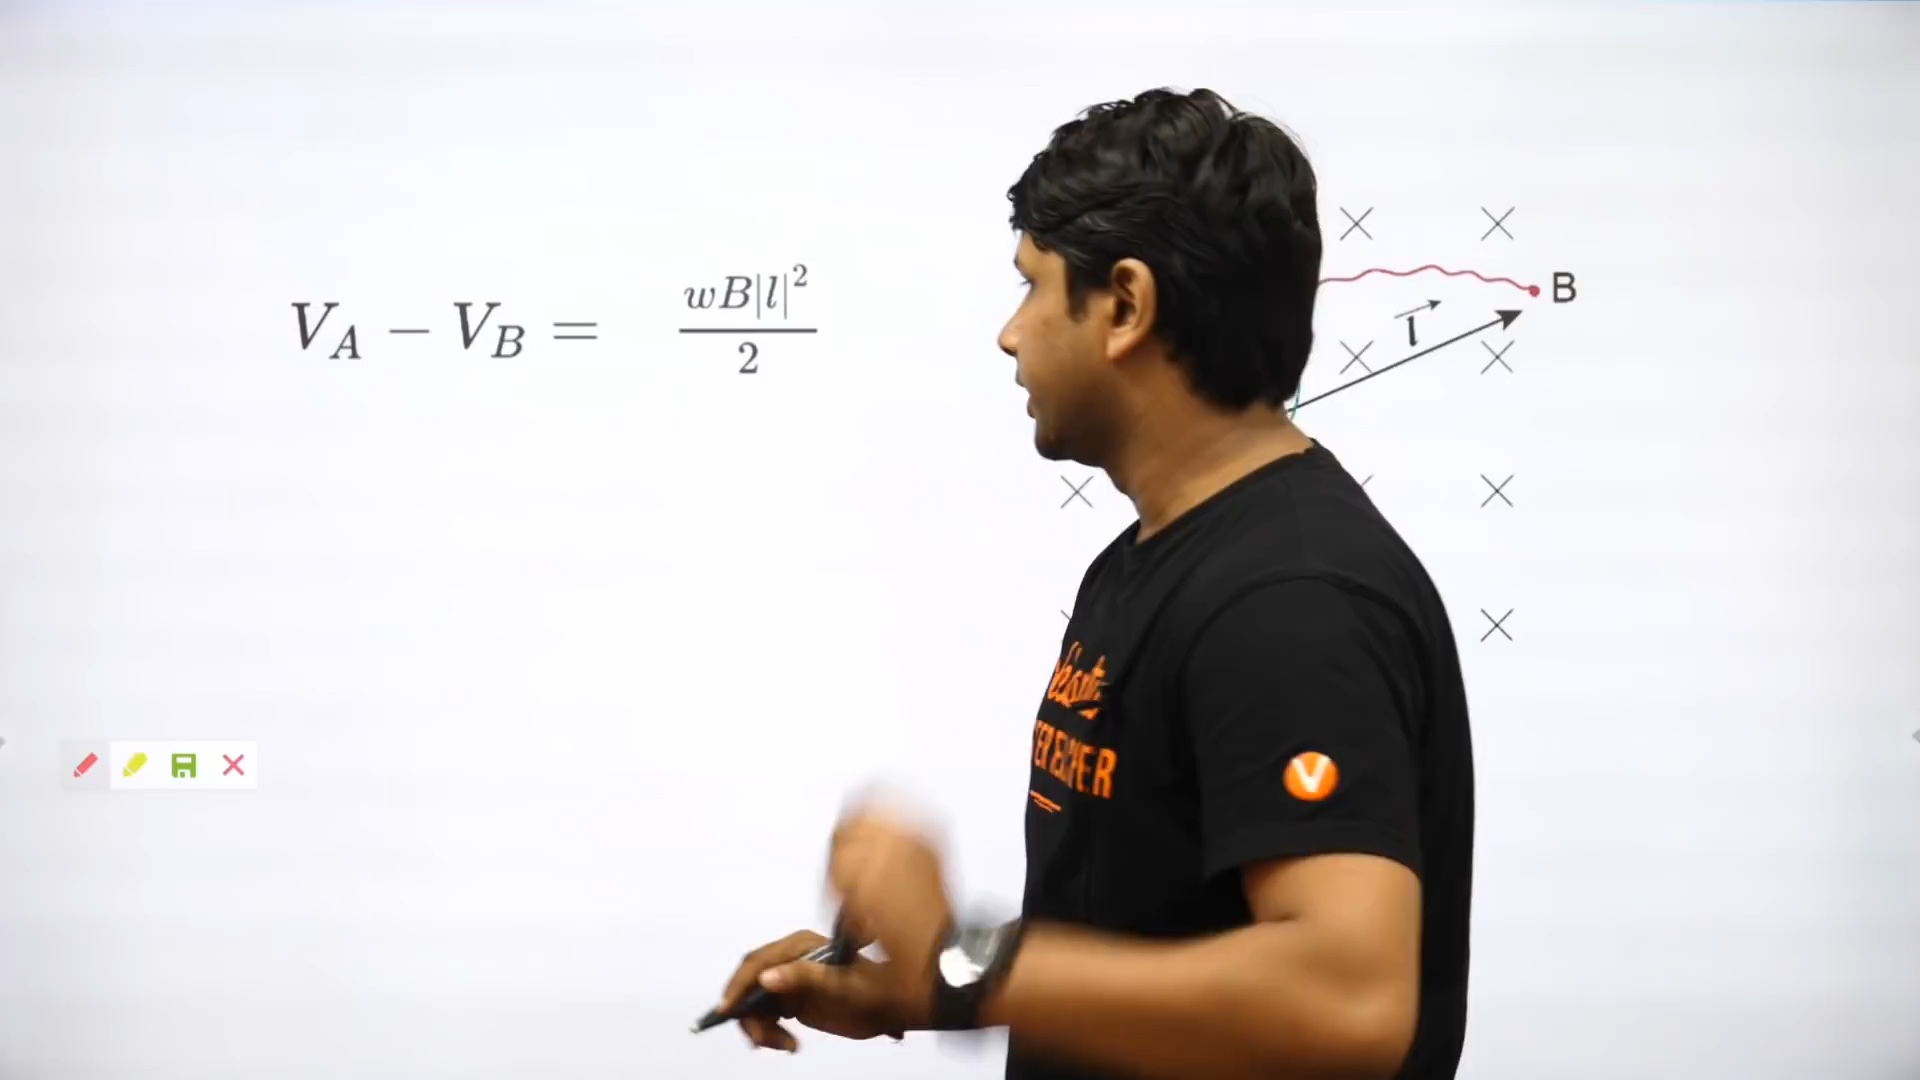 V_A − V_B = wB|l|²/2
B
l
V